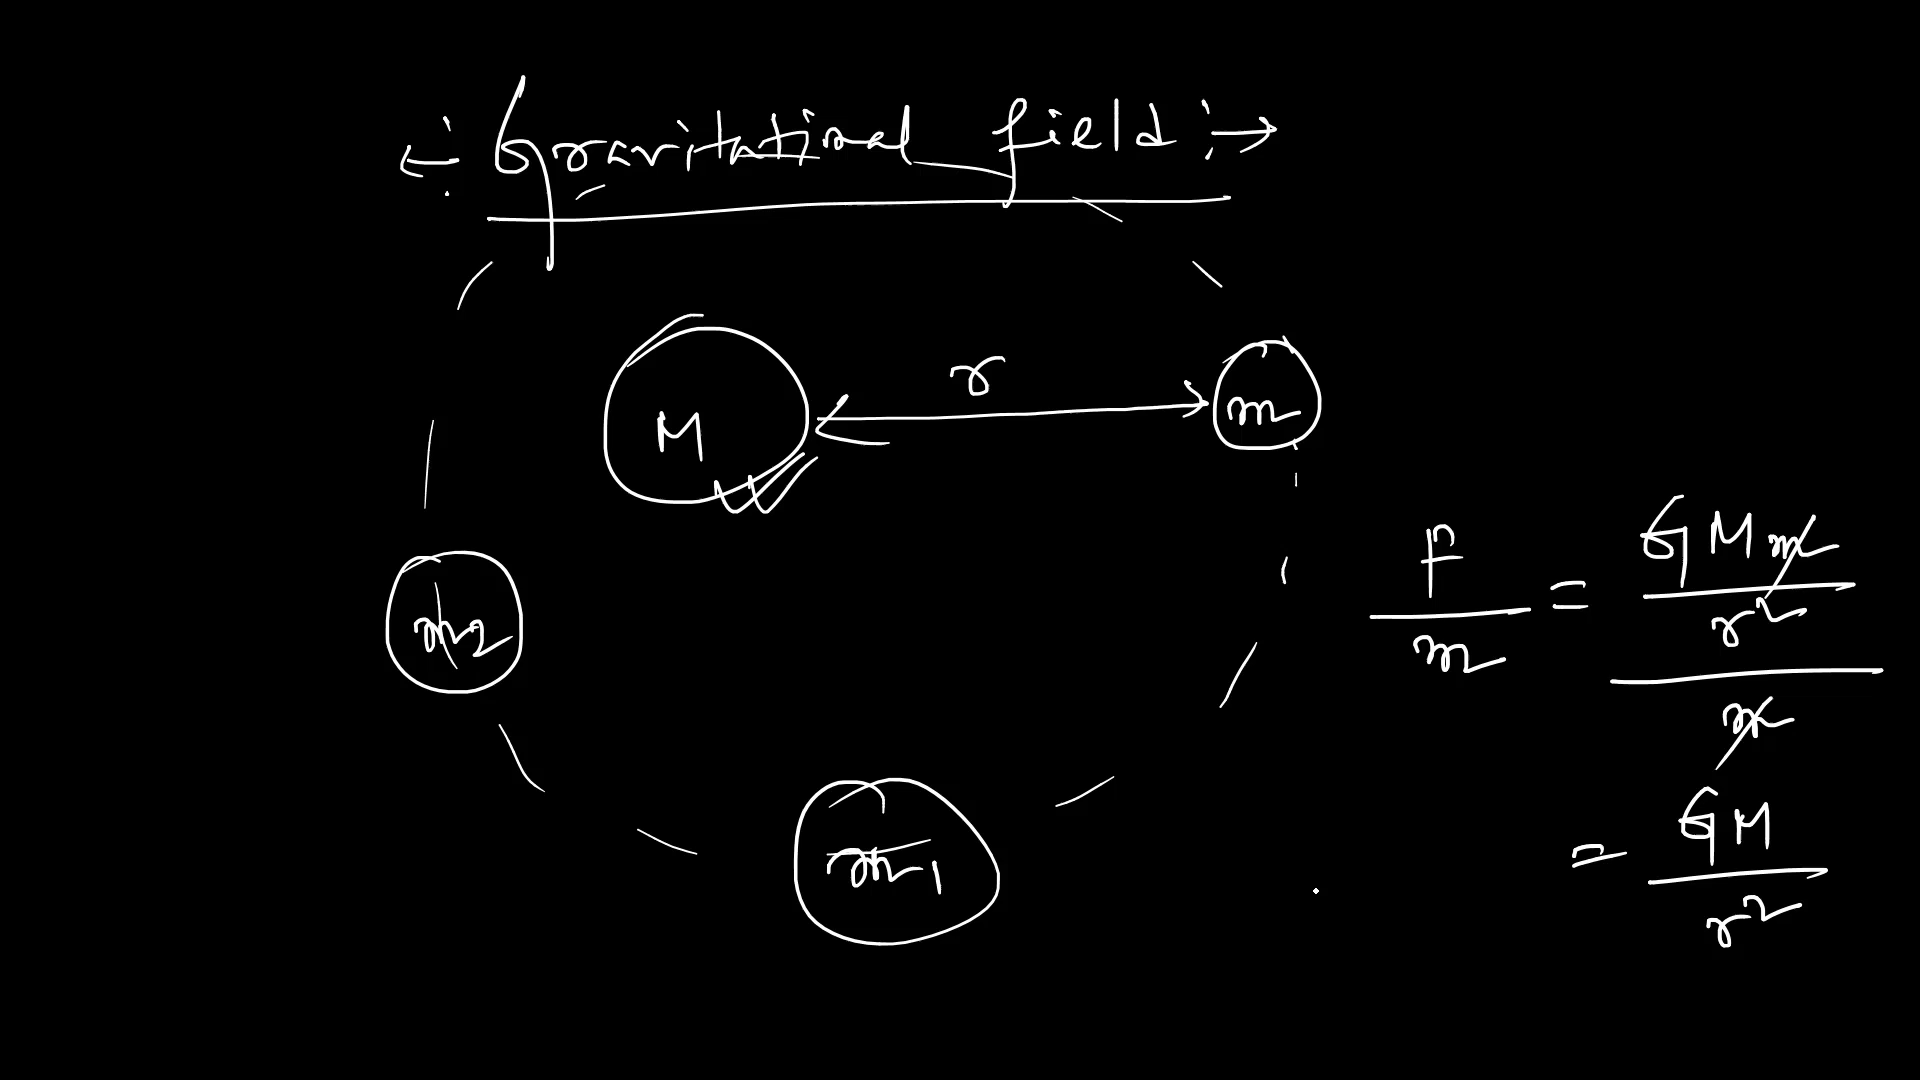 ←:- Gravitational field :→
r
M
m
F/m = (GMm/r²)/m
m2
m1
= GM/r²